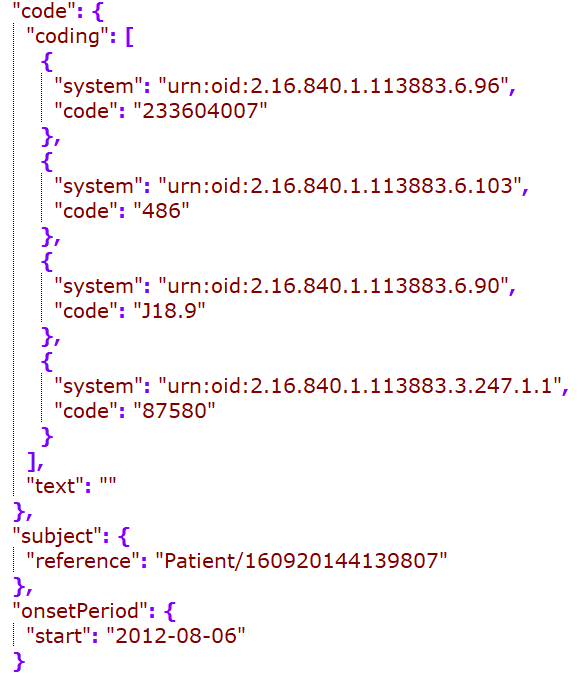 "code": {
"coding": [
{
"system": "urn:oid:2.16.840.1.113883.6.96",
"code": "233604007"
},
{
"system": "urn:oid:2.16.840.1.113883.6.103",
"code": "486"
},
{
"system": "urn:oid:2.16.840.1.113883.6.90",
"code": "J18.9"
},
{
"system": "urn:oid:2.16.840.1.113883.3.247.1.1",
"code": "87580"
}
],
"text": ""
},
"subject": {
"reference": "Patient/160920144139807"
},
"onsetPeriod": {
"start": "2012-08-06"
}